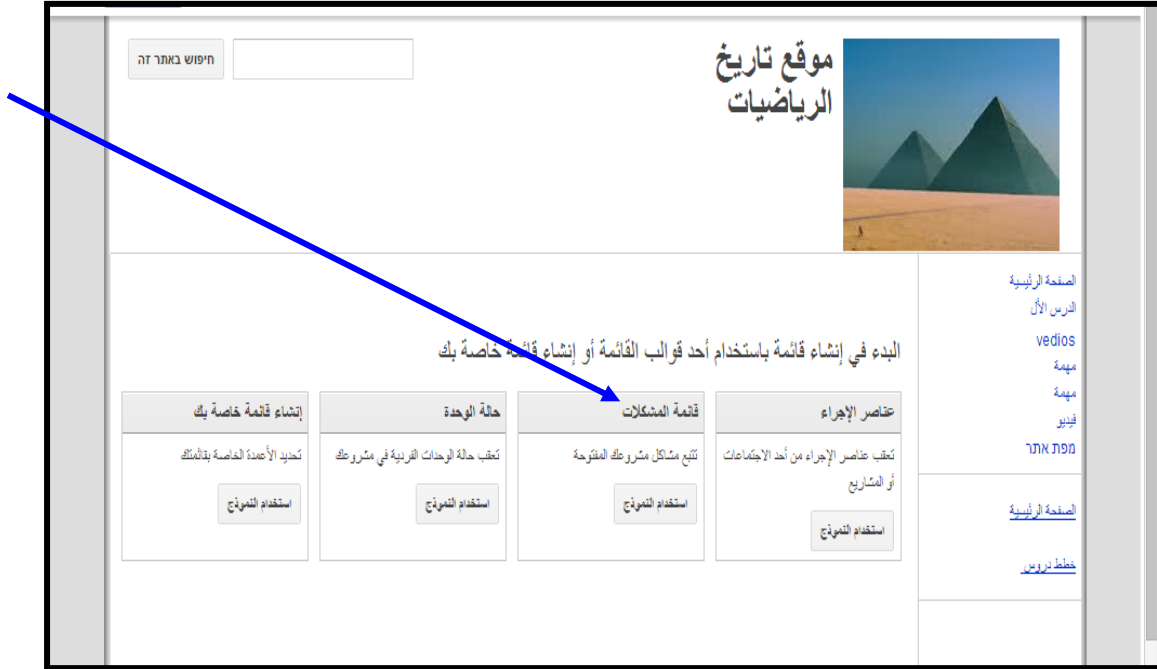 موقع تاريخ
الرياضيات
חיפוש באתר זה
الصفحة الرئيسية
الدرس الأل
vedios
مهمة
مهمة
فيديو
מפת אתר
الصفحة الرئيسية
خطط دروس
البدء في إنشاء قائمة باستخدام أحد قوالب القائمة أو إنشاء قائمة خاصة بك
عناصر الإجراء
تعقب عناصر الإجراء من أحد الاجتماعات
أو المشاريع
استخدام النموذج
قائمة المشكلات
تتبع مشاكل مشروعك المفتوحة
استخدام النموذج
حالة الوحدة
تعقب حالة الوحدات الفردية في مشروعك
استخدام النموذج
إنشاء قائمة خاصة بك
تحديد الأعمدة الخاصة بقائمتك
استخدام النموذج